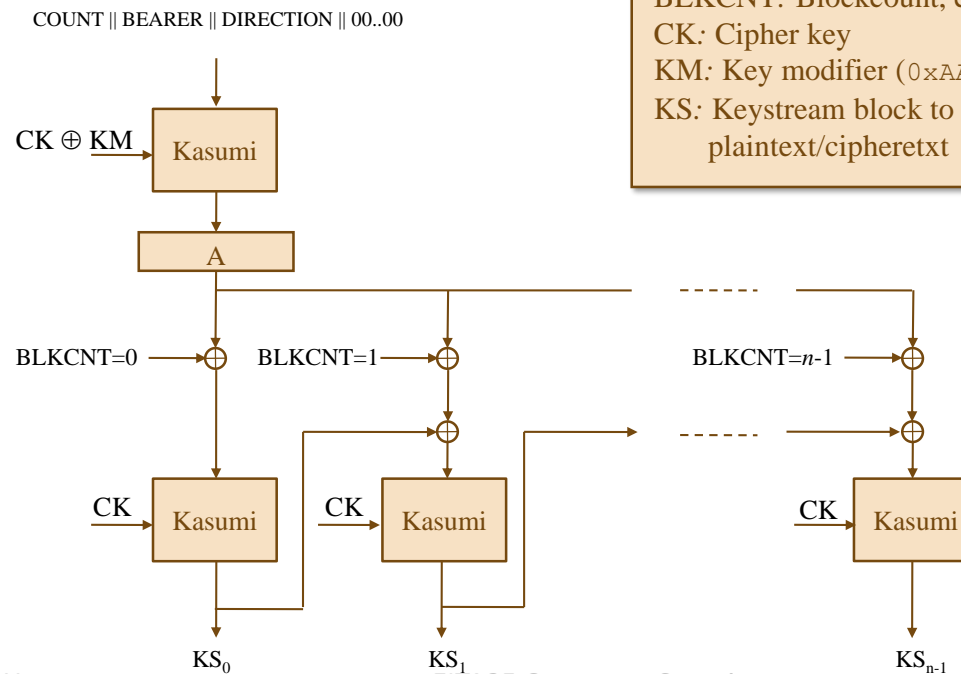 COUNT || BEARER || DIRECTION || 00..00
CK: Cipher key
KM: Key modifier (0xAA
KS: Keystream block to
plaintext/cipheretxt
CK ⊕ KM
Kasumi
A
BLKCNT=0
BLKCNT=1
BLKCNT=n-1
CK
Kasumi
CK
Kasumi
CK
Kasumi
KS0
KS1
KSn-1